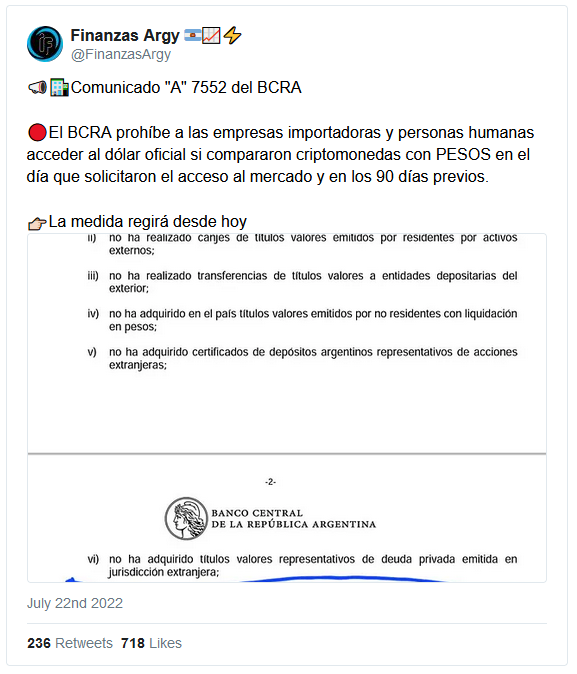 Finanzas Argy 🇦🇷📈⚡
@FinanzasArgy
📢🏦Comunicado "A" 7552 del BCRA
🔴El BCRA prohíbe a las empresas importadoras y personas humanas
acceder al dólar oficial si compararon criptomonedas con PESOS en el
día que solicitaron el acceso al mercado y en los 90 días previos.
👉La medida regirá desde hoy
ii) no ha realizado canjes de títulos valores emitidos por residentes por activos
externos;
iii) no ha realizado transferencias de títulos valores a entidades depositarias del
exterior;
iv) no ha adquirido en el país títulos valores emitidos por no residentes con liquidación
en pesos;
v) no ha adquirido certificados de depósitos argentinos representativos de acciones
extranjeras;
-2-
BANCO CENTRAL
DE LA REPÚBLICA ARGENTINA
vi) no ha adquirido títulos valores representativos de deuda privada emitida en
jurisdicción extranjera;
July 22nd 2022
236 Retweets 718 Likes